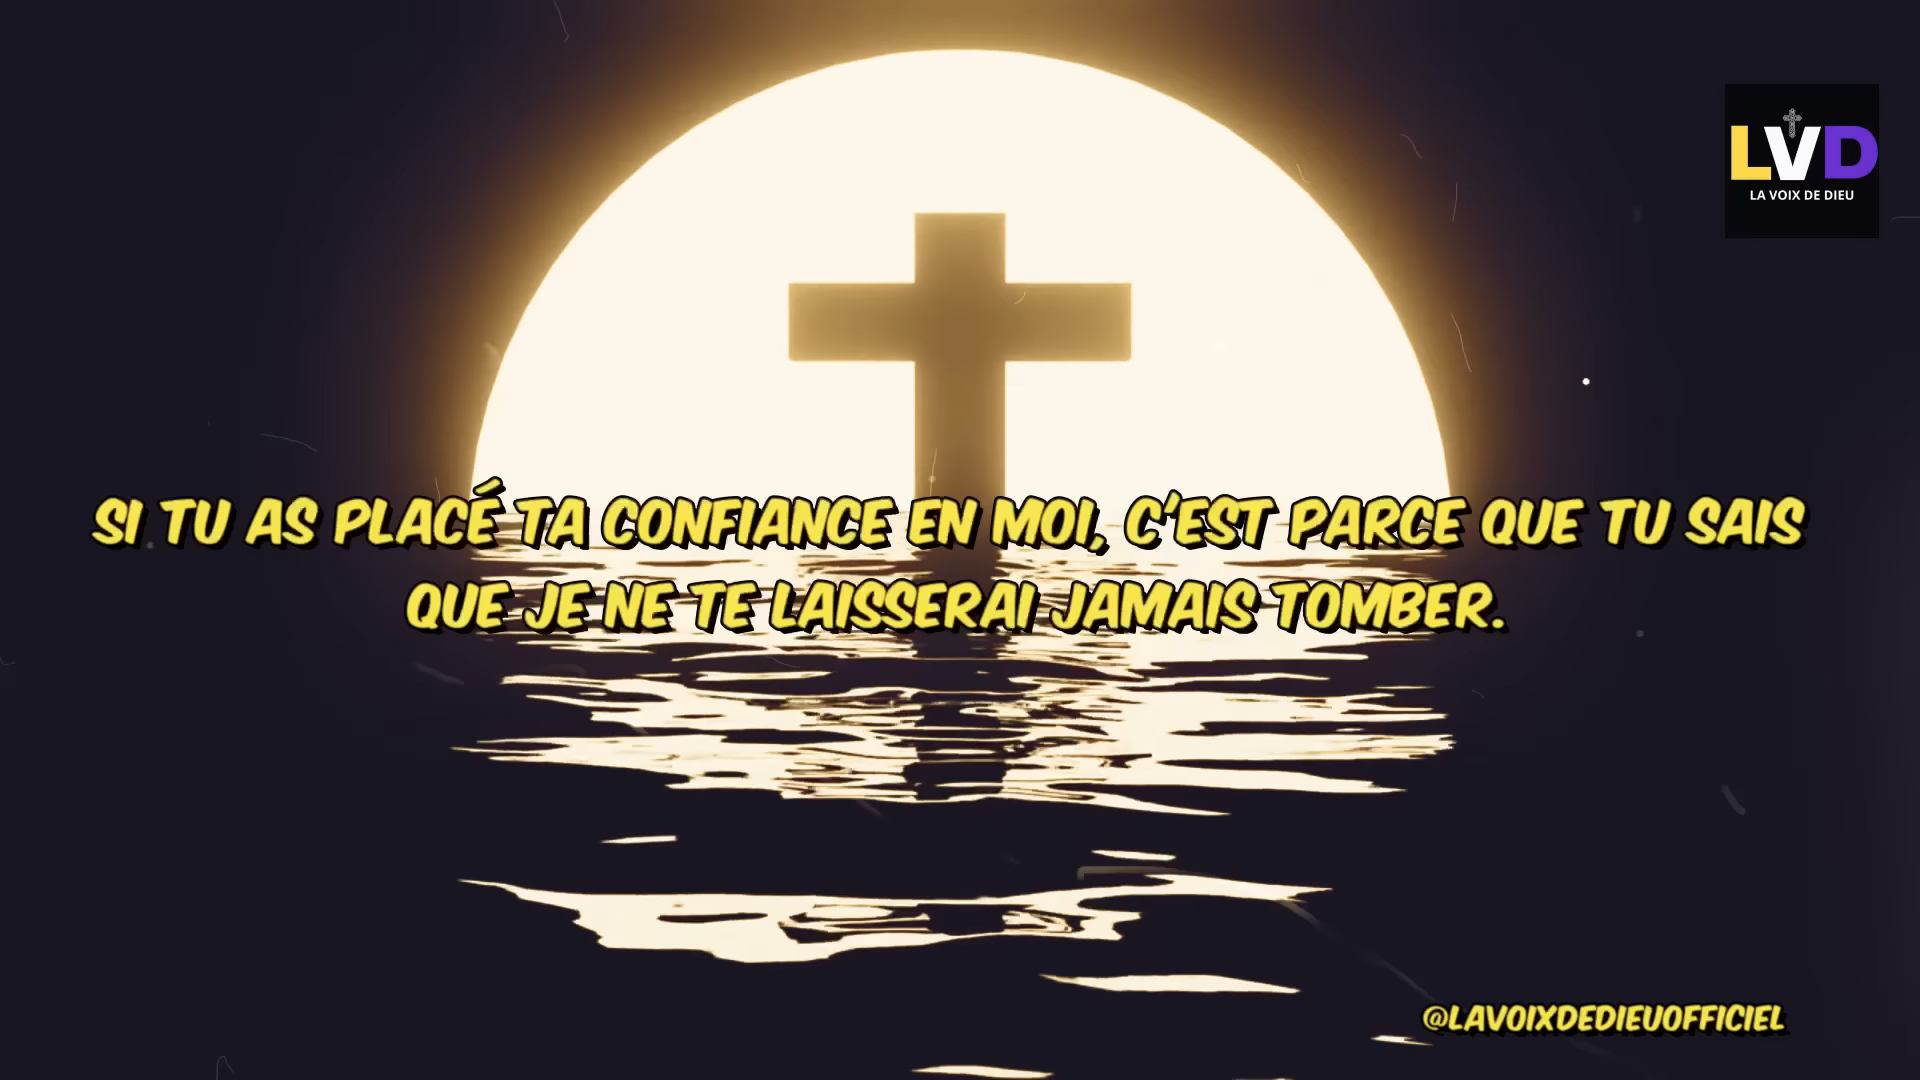 LVD
LA VOIX DE DIEU
SI TU AS PLACÉ TA CONFIANCE EN MOI, C'EST PARCE QUE TU SAIS
QUE JE NE TE LAISSERAI JAMAIS TOMBER.
@LAVOIXDEDIEUOFFICIEL